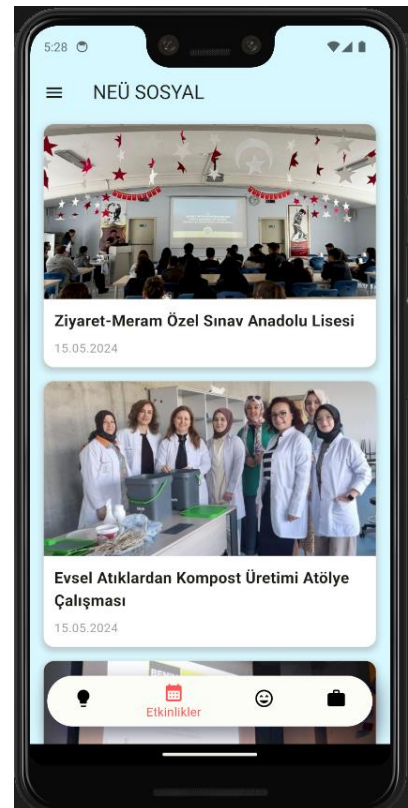 5:28
NEÜ SOSYAL
Ziyaret-Meram Özel Sınav Anadolu Lisesi
15.05.2024
Evsel Atıklardan Kompost Üretimi Atölye
Çalışması
15.05.2024
Etkinlikler